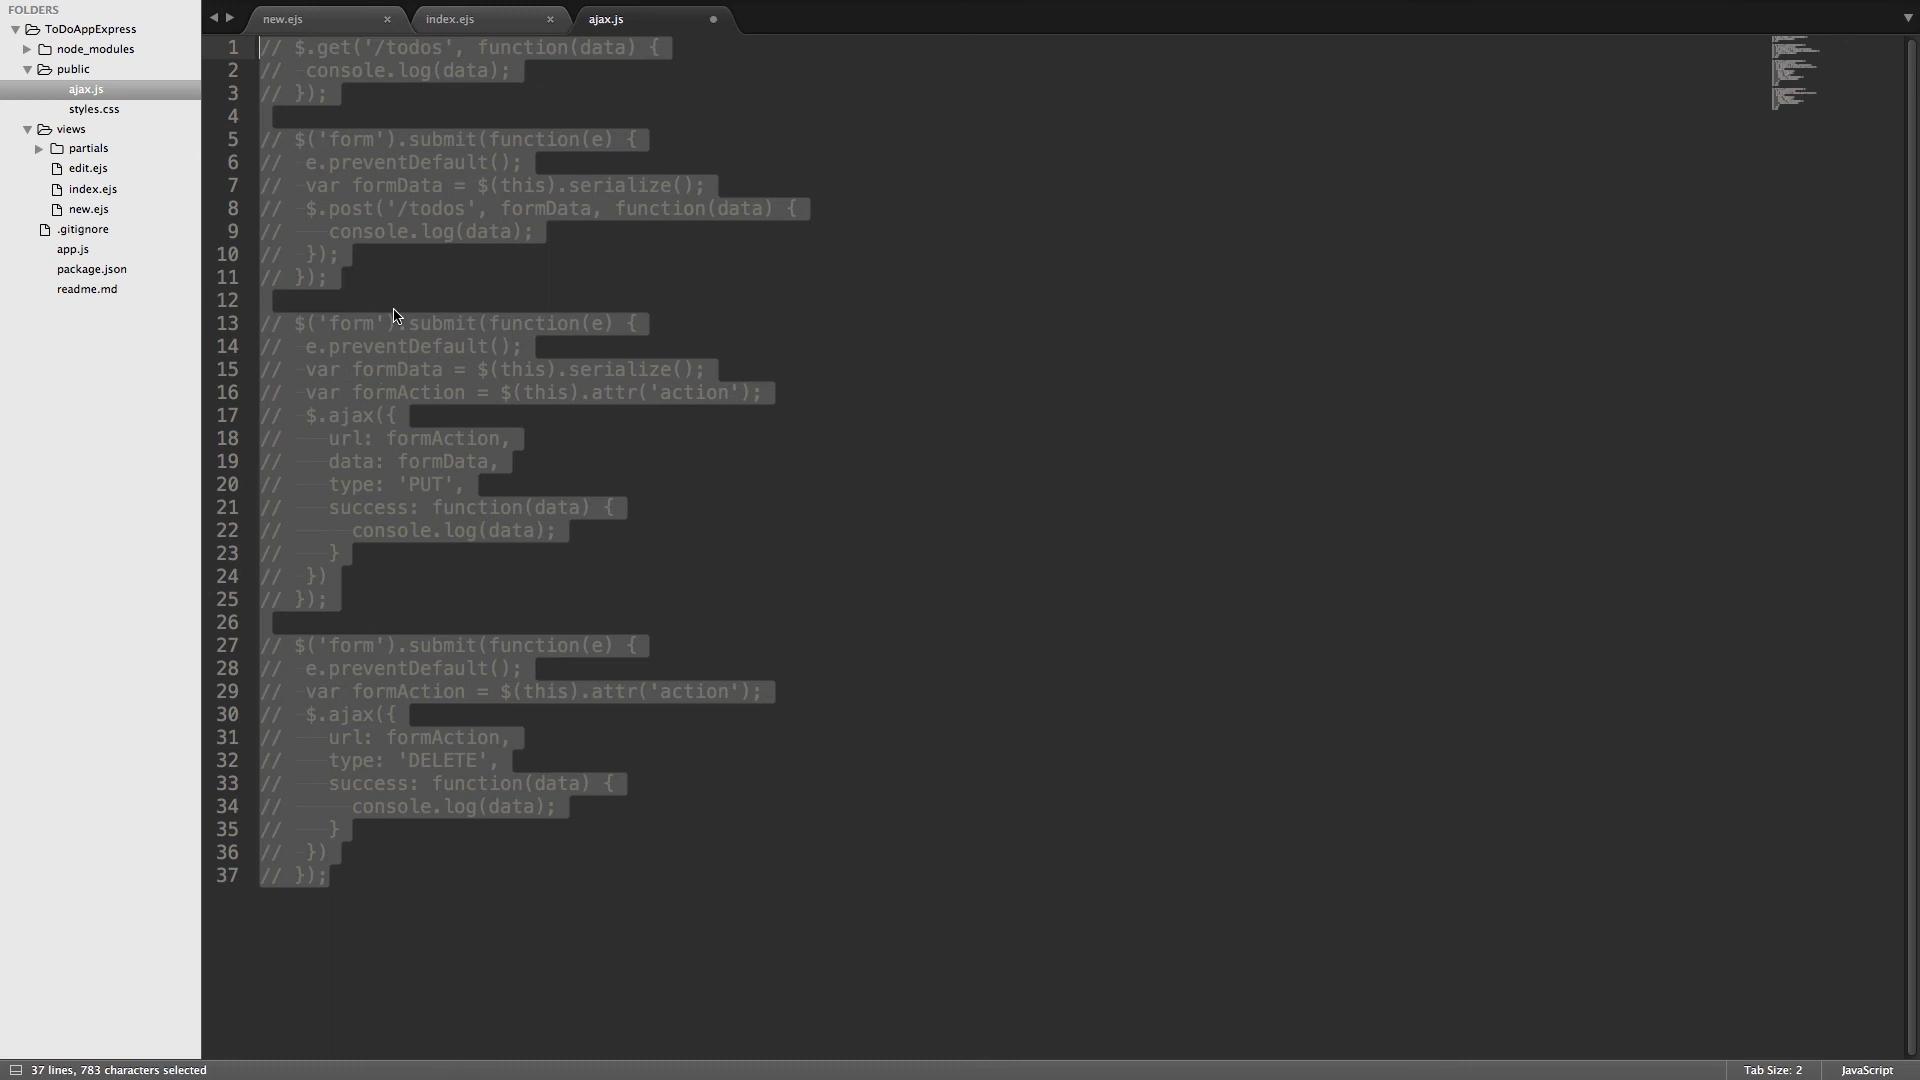 FOLDERS
ToDoAppExpress
node_modules
public
ajax.js
styles.css
views
partials
edit.ejs
index.ejs
new.ejs
.gitignore
app.js
package.json
readme.md
new.ejs × index.ejs × ajax.js
1 // $.get('/todos', function(data) {
2 //  console.log(data);
3 // });
4
5 // $('form').submit(function(e) {
6 //  e.preventDefault();
7 //  var formData = $(this).serialize();
8 //  $.post('/todos', formData, function(data) {
9 //    console.log(data);
10 //  });
11 // });
12
13 // $('form').submit(function(e) {
14 //  e.preventDefault();
15 //  var formData = $(this).serialize();
16 //  var formAction = $(this).attr('action');
17 //  $.ajax({
18 //    url: formAction,
19 //    data: formData,
20 //    type: 'PUT',
21 //    success: function(data) {
22 //      console.log(data);
23 //    }
24 //  })
25 // });
26
27 // $('form').submit(function(e) {
28 //  e.preventDefault();
29 //  var formAction = $(this).attr('action');
30 //  $.ajax({
31 //    url: formAction,
32 //    type: 'DELETE',
33 //    success: function(data) {
34 //      console.log(data);
35 //    }
36 //  })
37 // });
37 lines, 783 characters selected
Tab Size: 2 JavaScript